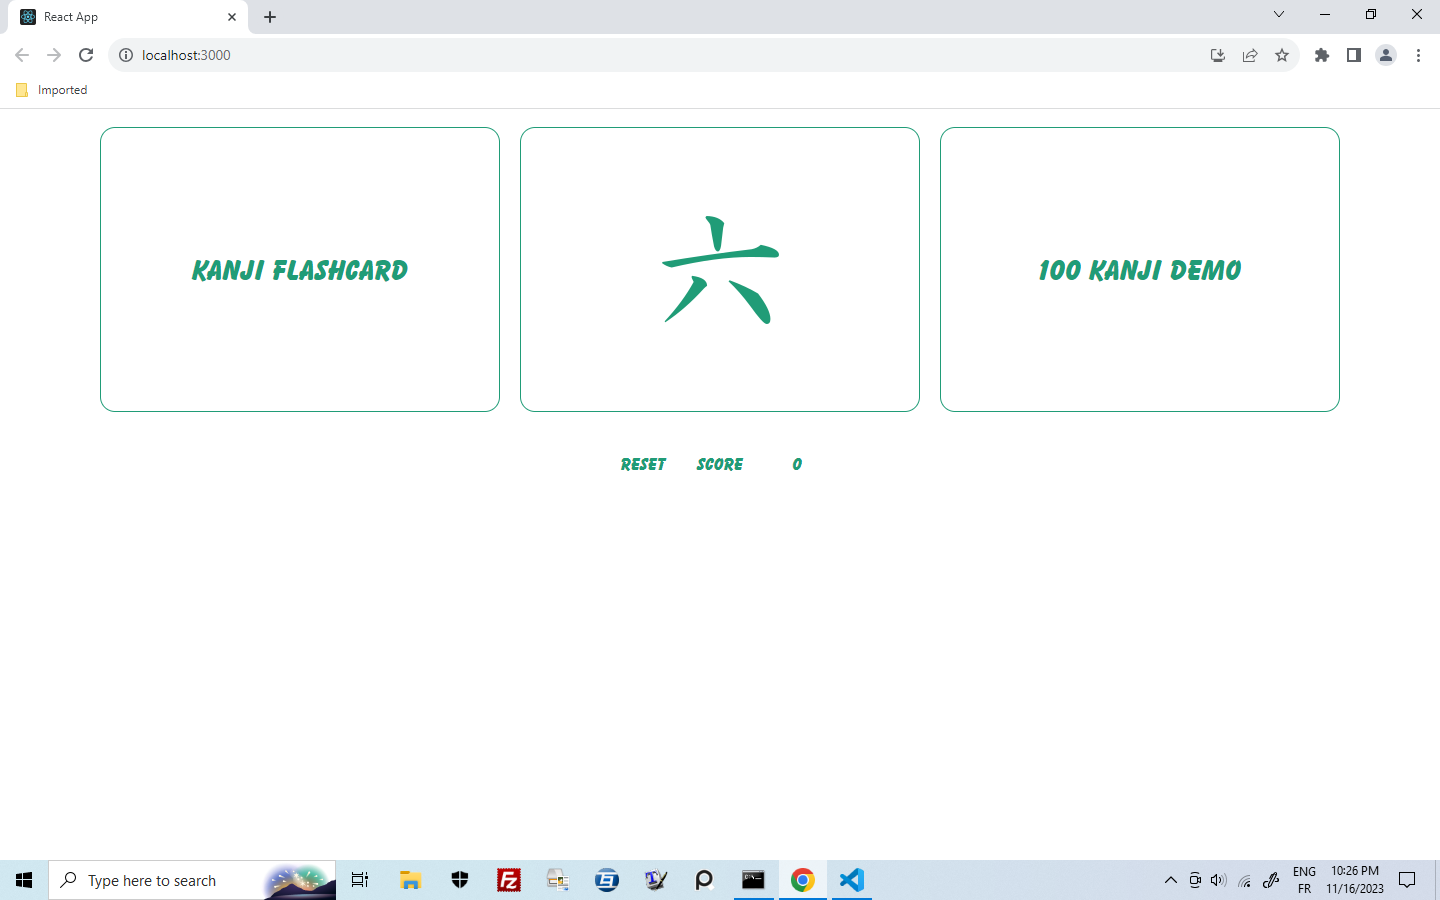 React App
localhost:3000
Imported
KANJI FLASHCARD
六
100 KANJI DEMO
RESET SCORE 0
Type here to search
ENG 10:26 PM
FR 11/16/2023